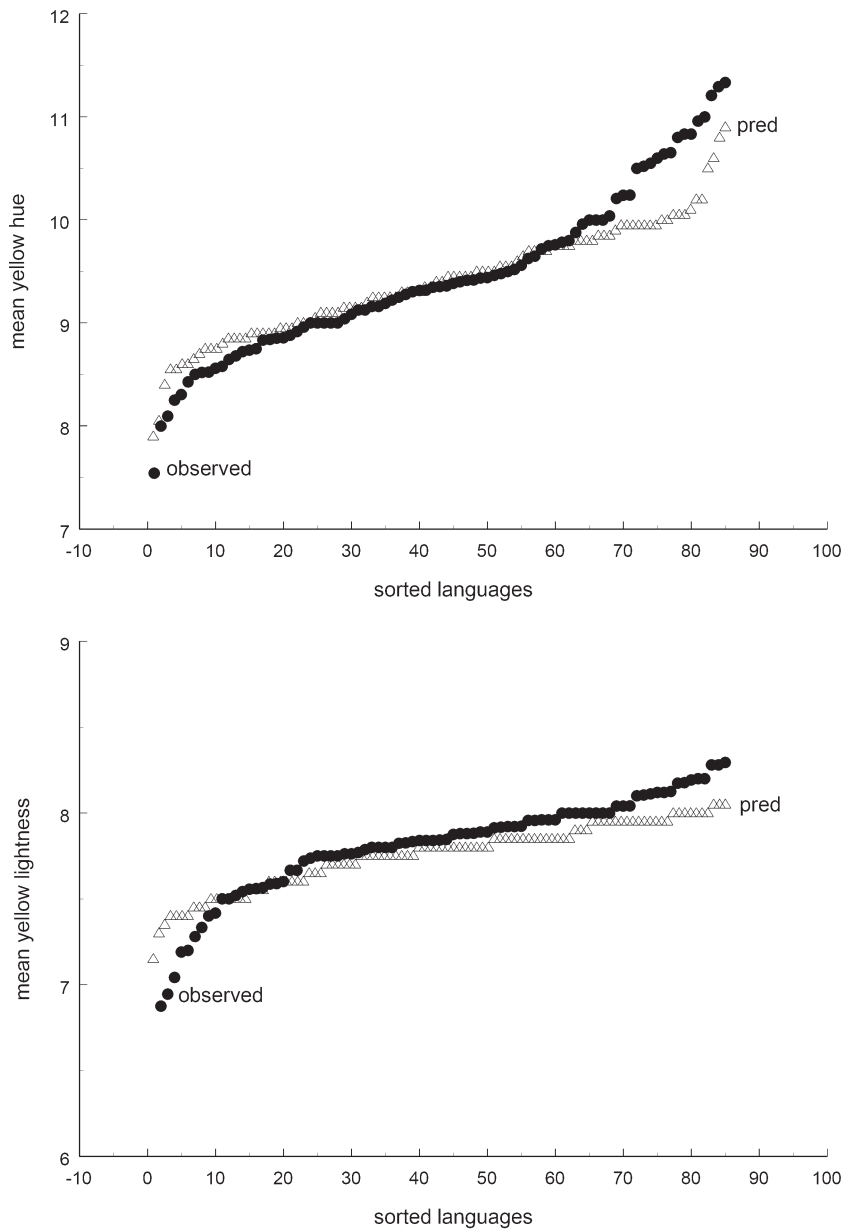 12
11
10
9
8
7
mean yellow hue
pred
observed
-10 0 10 20 30 40 50 60 70 80 90 100
sorted languages
9
8
7
6
mean yellow lightness
pred
observed
-10 0 10 20 30 40 50 60 70 80 90 100
sorted languages